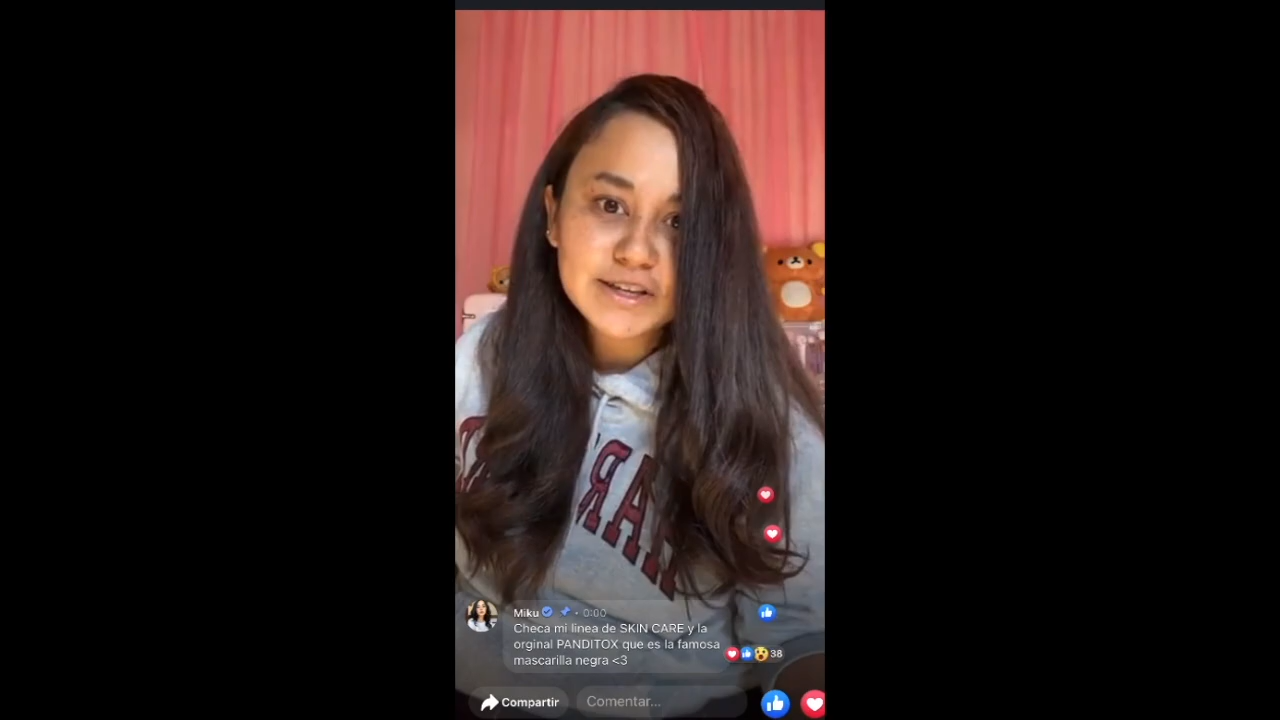 Miku • 0:00
Checa mi linea de SKIN CARE y la
orginal PANDITOX que es la famosa
mascarilla negra <3
38
Compartir
Comentar...